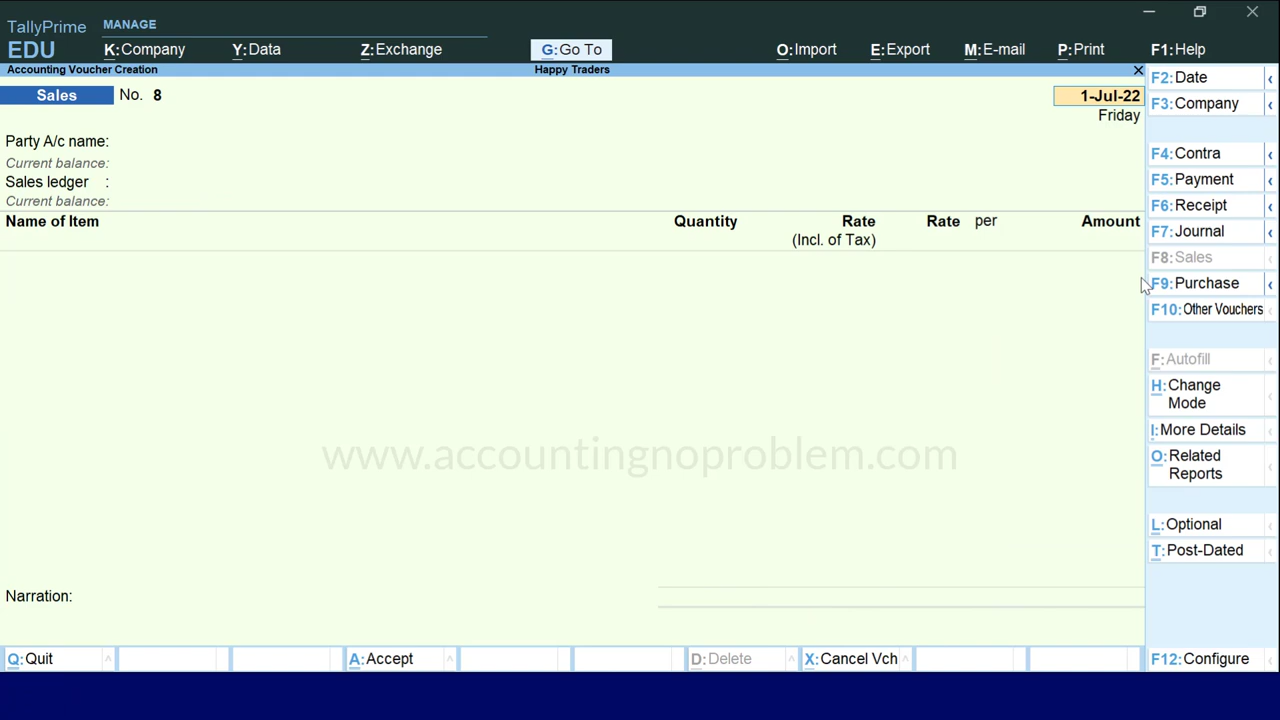 TallyPrime MANAGE
EDU K:Company Y:Data Z:Exchange G:Go To O:Import E:Export M:E-mail P:Print F1:Help
Accounting Voucher Creation Happy Traders
Sales No. 8 1-Jul-22
Friday
Party A/c name:
Current balance:
Sales ledger :
Current balance:
Name of Item Quantity Rate Rate per Amount
(Incl. of Tax)
www.accountingnoproblem.com
Narration:
Q:Quit A:Accept D:Delete X:Cancel Vch
F2:Date
F3:Company
F4:Contra
F5:Payment
F6:Receipt
F7:Journal
F8:Sales
F9:Purchase
F10:Other Vouchers
F:Autofill
H:Change
Mode
I:More Details
O:Related
Reports
L:Optional
T:Post-Dated
F12:Configure